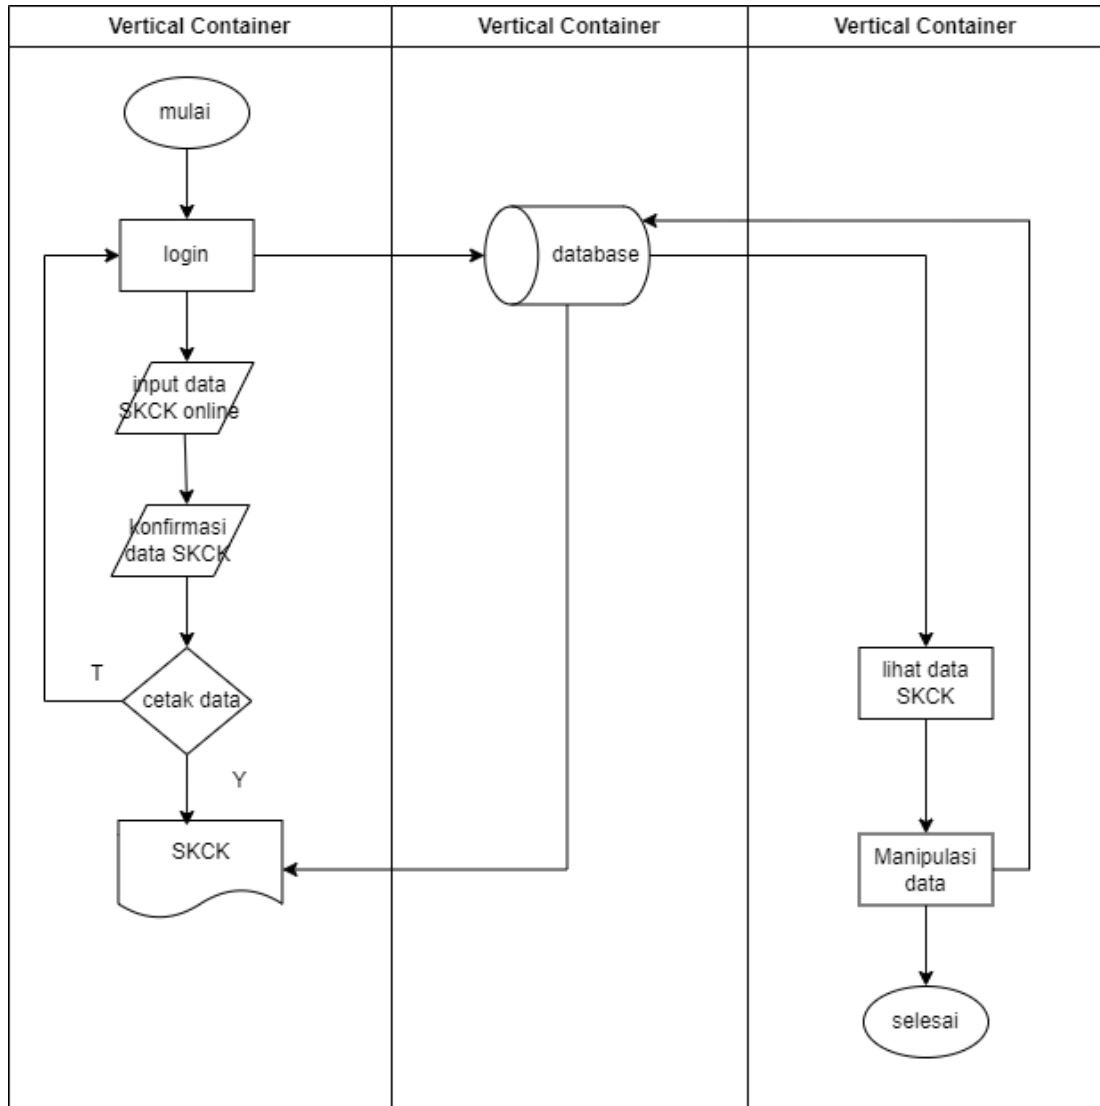 Vertical Container
Vertical Container
Vertical Container
mulai
login
database
input data
SKCK online
konfirmasi
data SKCK
T
cetak data
lihat data
SKCK
Y
SKCK
Manipulasi
data
selesai